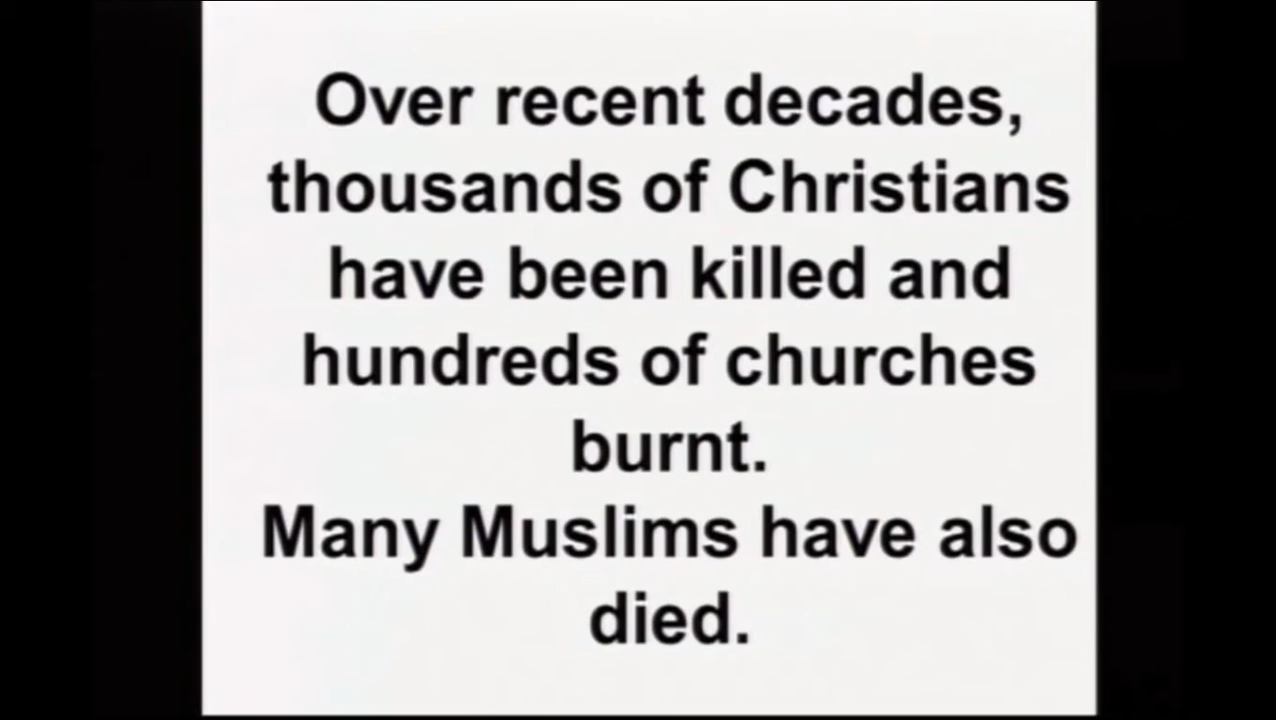 Over recent decades,
thousands of Christians
have been killed and
hundreds of churches
burnt.
Many Muslims have also
died.